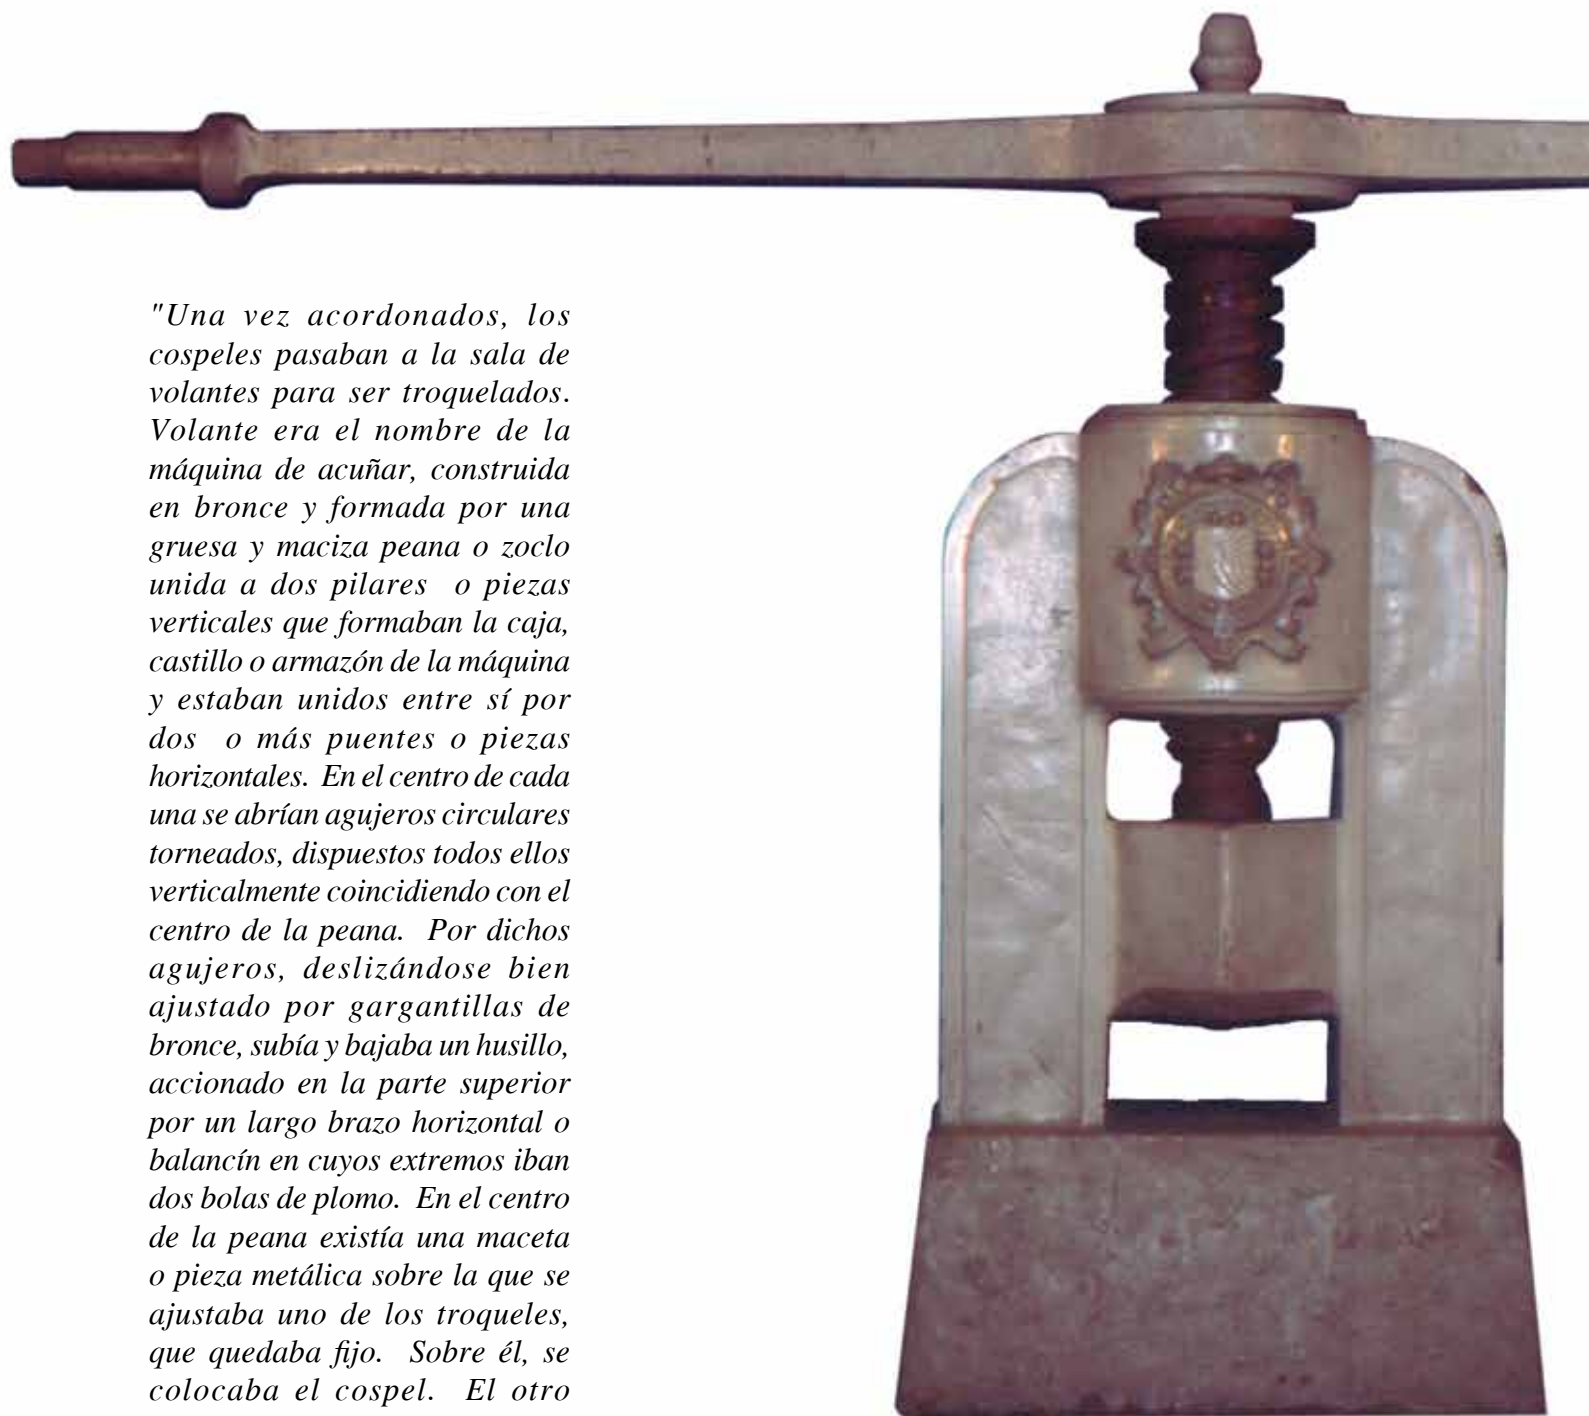 "Una vez acordonados, los
cospeles pasaban a la sala de
volantes para ser troquelados.
Volante era el nombre de la
máquina de acuñar, construida
en bronce y formada por una
gruesa y maciza peana o zoclo
unida a dos pilares o piezas
verticales que formaban la caja,
castillo o armazón de la máquina
y estaban unidos entre sí por
dos o más puentes o piezas
horizontales. En el centro de cada
una se abrían agujeros circulares
torneados, dispuestos todos ellos
verticalmente coincidiendo con el
centro de la peana. Por dichos
agujeros, deslizándose bien
ajustado por gargantillas de
bronce, subía y bajaba un husillo,
accionado en la parte superior
por un largo brazo horizontal o
balancín en cuyos extremos iban
dos bolas de plomo. En el centro
de la peana existía una maceta
o pieza metálica sobre la que se
ajustaba uno de los troqueles,
que quedaba fijo. Sobre él, se
colocaba el cospel. El otro